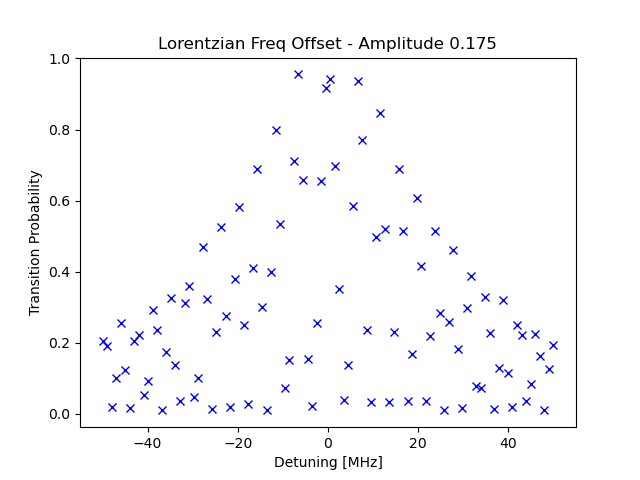 Lorentzian Freq Offset - Amplitude 0.175
1.0
0.8
0.6
0.4
0.2
0.0
Transition Probability
−40 −20 0 20 40
Detuning [MHz]